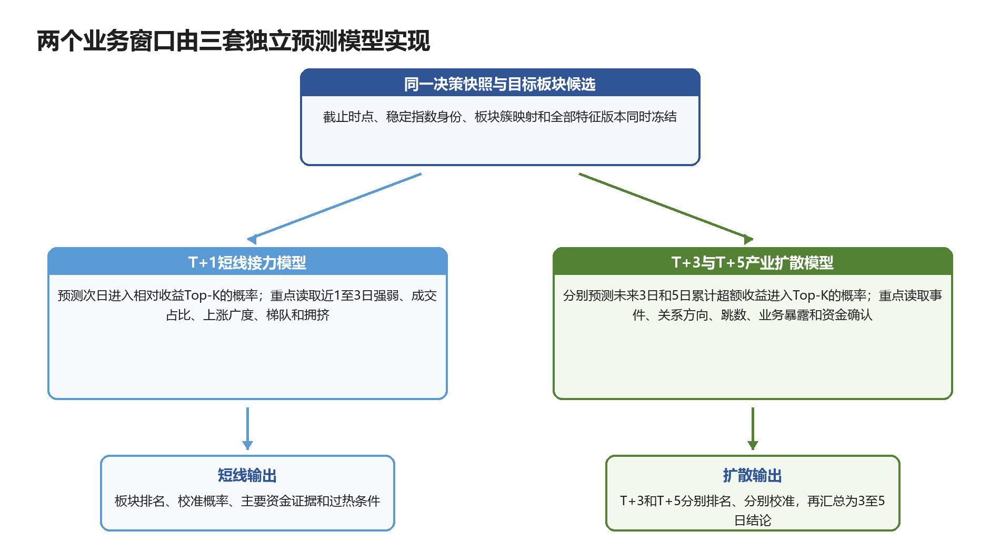 两个业务窗口由三套独立预测模型实现
同一决策快照与目标板块候选
截止时点、稳定指数身份、板块簇映射和全部特征版本同时冻结
T+1短线接力模型
预测次日进入相对收益Top-K的概率；重点读取近1至3日强弱、成交
占比、上涨广度、梯队和拥挤
T+3与T+5产业扩散模型
分别预测未来3日和5日累计超额收益进入Top-K的概率；重点读取事
件、关系方向、跳数、业务暴露和资金确认
短线输出
板块排名、校准概率、主要资金证据和过热条件
扩散输出
T+3和T+5分别排名、分别校准，再汇总为3至5
日结论